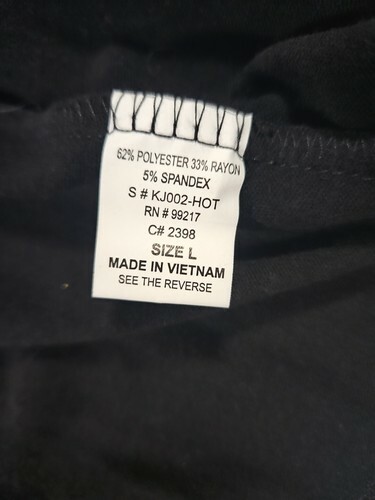 62% POLYESTER 33% RAYON
5% SPANDEX
S # KJ002-HOT
RN # 99217
C# 2398
SIZE L
MADE IN VIETNAM
SEE THE REVERSE